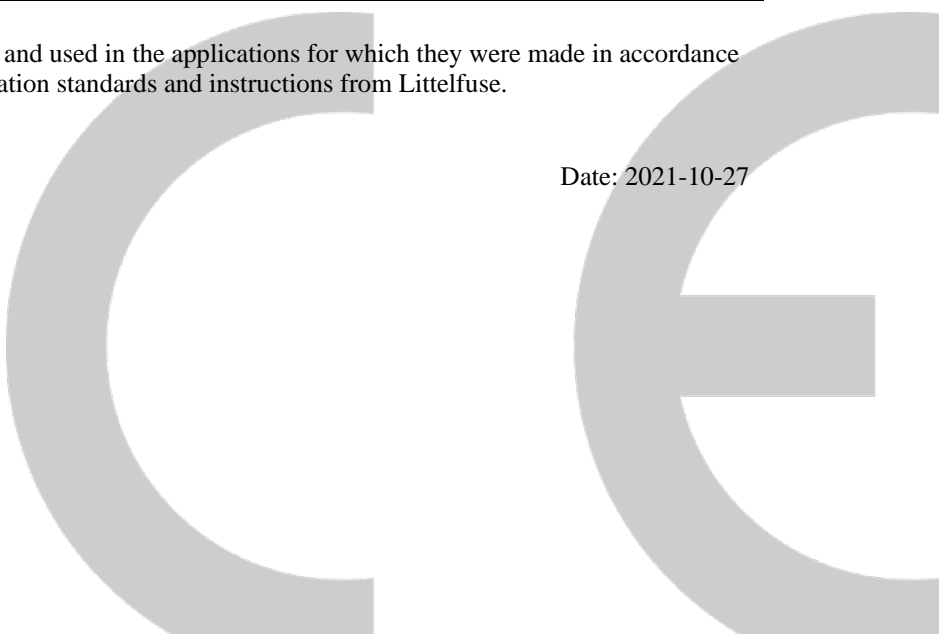 and used in the applications for which they were made in accordance
ation standards and instructions from Littelfuse.
Date: 2021-10-27
CE